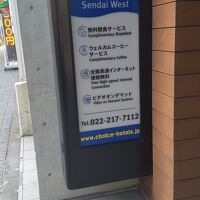 Sendai West
無料朝食サービス
Complimentary Breakfast
ウェルカムコーヒー
サービス
Complimentary Coffee
全館高速インターネット
接続無料
Free High-speed Internet
Connection
ビデオオンデマンド
Video on Demand System
Tel.022-217-7112
www.choice-hotels.jp